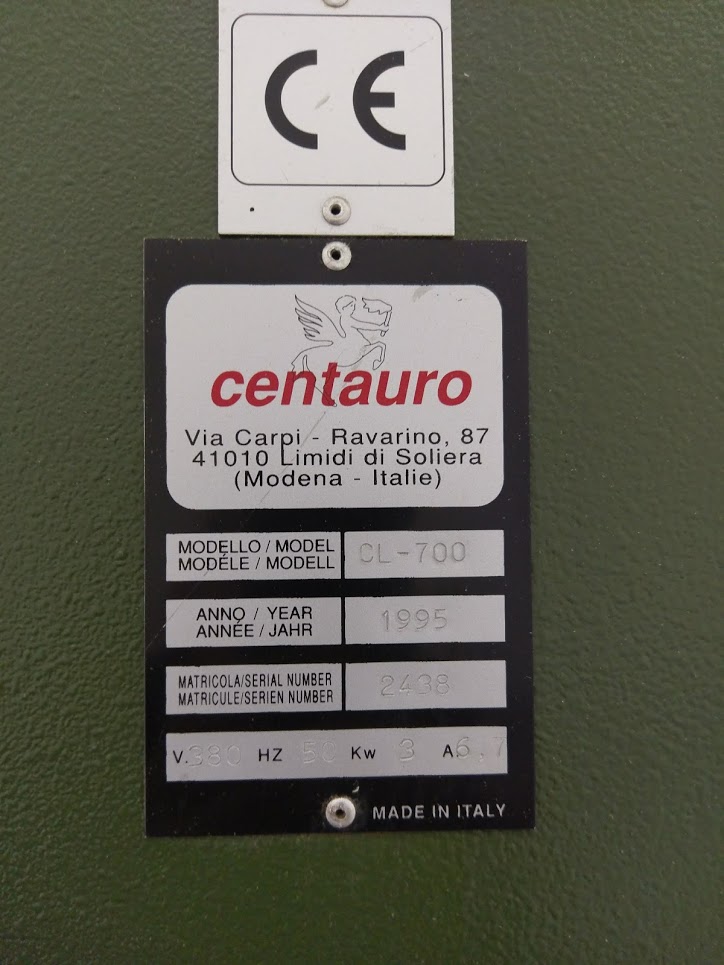 CE
centauro
Via Carpi - Ravarino, 87
41010 Limidi di Soliera
(Modena - Italie)
MODELLO / MODEL
MODÉLE / MODELL
CL-700
ANNO / YEAR
ANNÉE / JAHR
1995
MATRICOLA/SERIAL NUMBER
MATRICULE/SERIEN NUMBER
2438
V. 380 HZ 50 Kw 3 A. 6,7
MADE IN ITALY